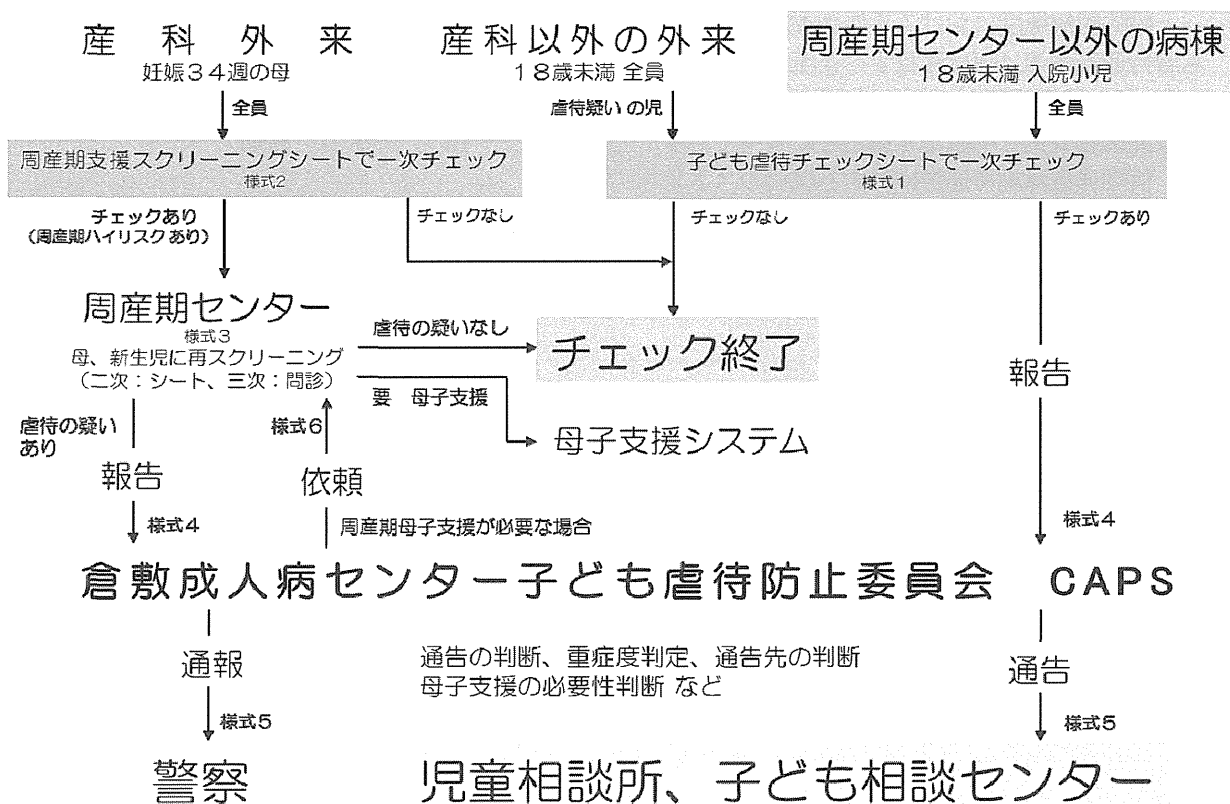 産科外来
妊娠34週の母
産科以外の外来
18歳未満 全員
周産期センター以外の病棟
18歳未満 入院小児
全員
虐待疑いの児
全員
周産期支援スクリーニングシートで一次チェック
様式2
子ども虐待チェックシートで一次チェック
様式1
チェックあり
（周産期ハイリスクあり）
チェックなし
チェックなし
チェックあり
周産期センター
様式3
母、新生児に再スクリーニング
（二次：シート、三次：問診）
虐待の疑いなし
チェック終了
要 母子支援
母子支援システム
報告
虐待の疑い
あり
様式6
報告
依頼
様式4
周産期母子支援が必要な場合
様式4
倉敷成人病センター子ども虐待防止委員会 CAPS
通報
通告の判断、重症度判定、通告先の判断
母子支援の必要性判断 など
通告
様式5
様式5
警察
児童相談所、子ども相談センター